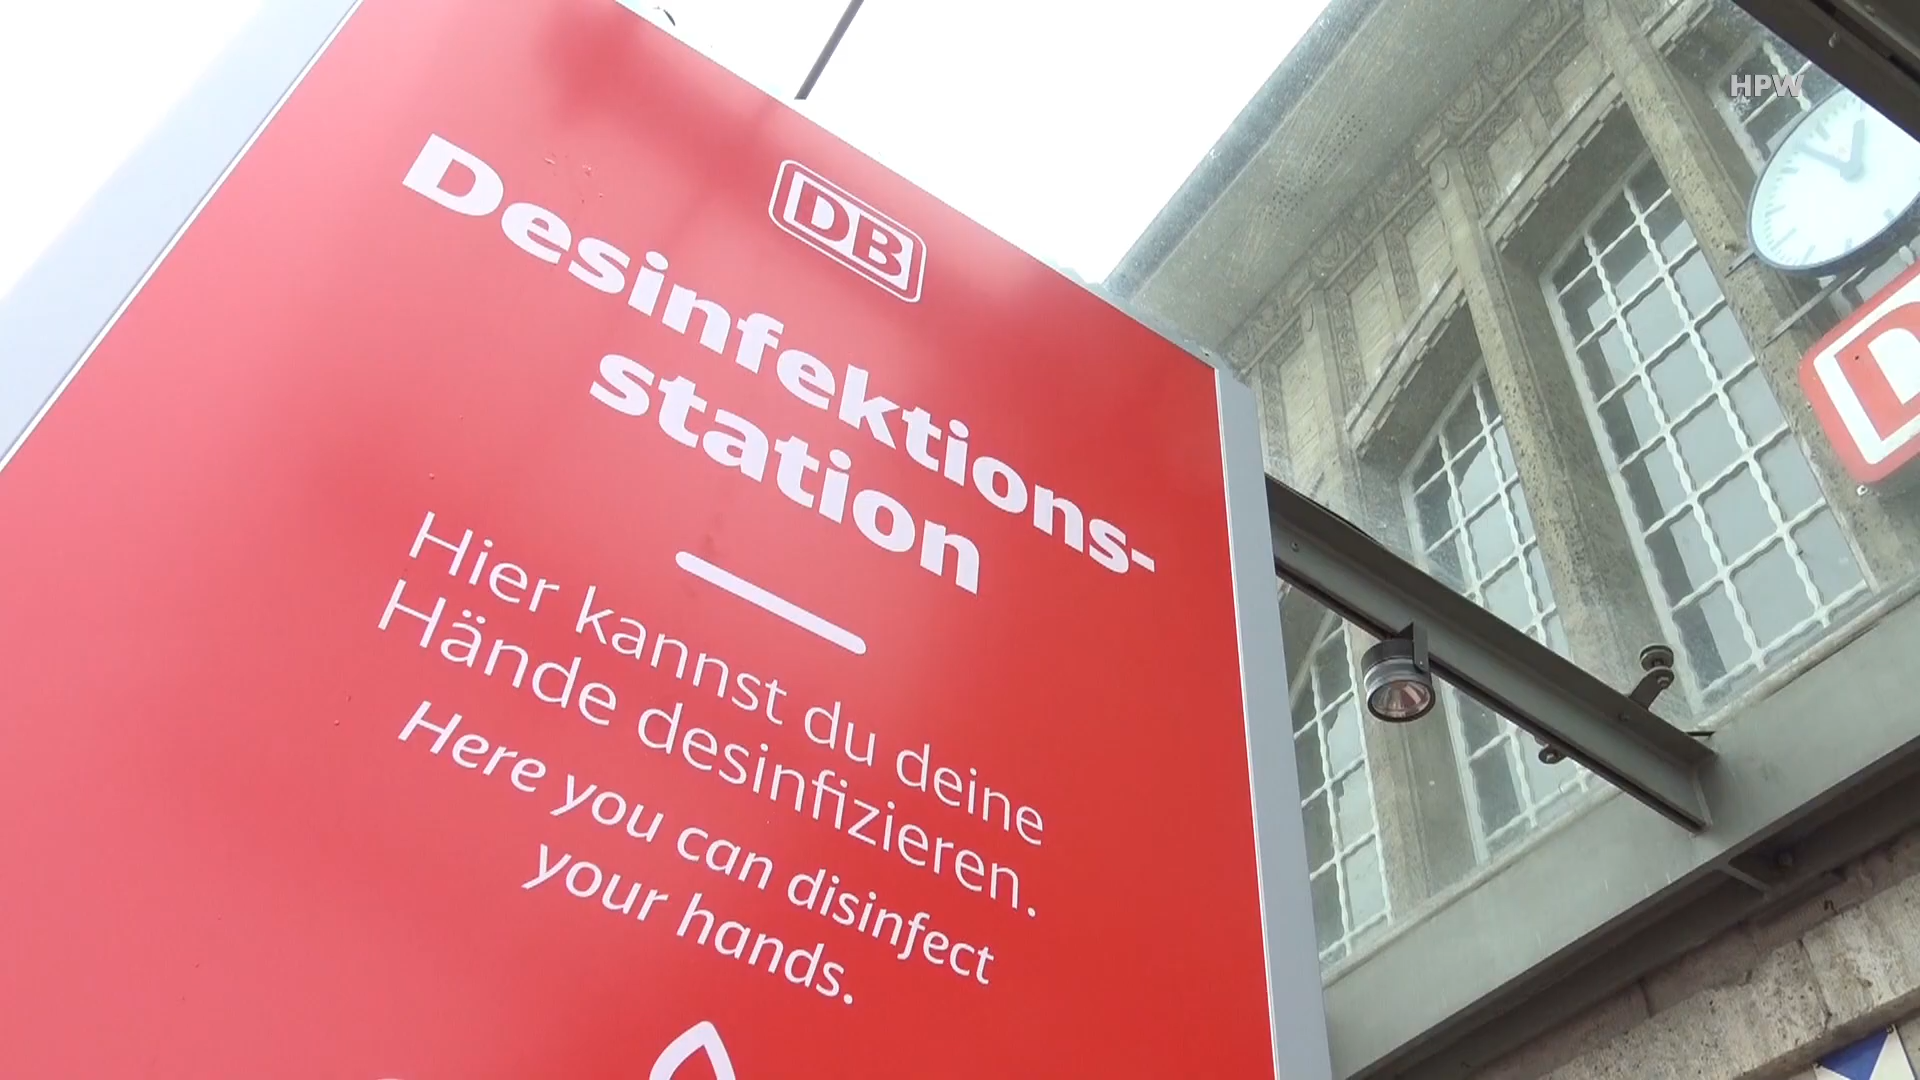 HPW
DB
Desinfektions-
station
Hier kannst du deine
Hände desinfizieren.
Here you can disinfect
your hands.
D